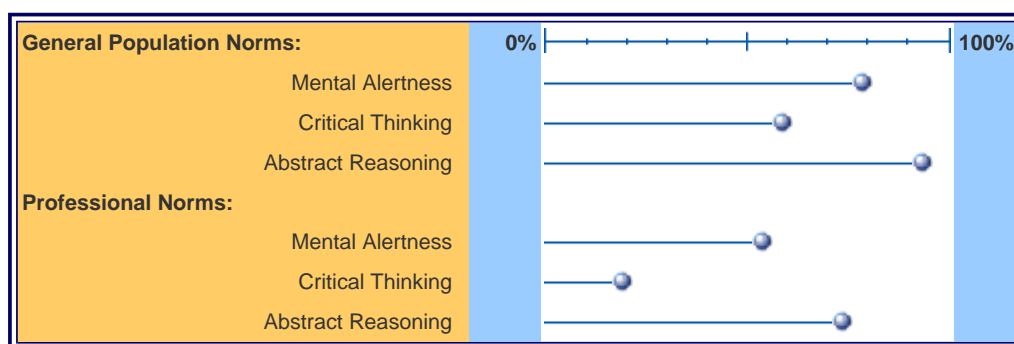 General Population Norms: 0% 100%
Mental Alertness
Critical Thinking
Abstract Reasoning
Professional Norms:
Mental Alertness
Critical Thinking
Abstract Reasoning